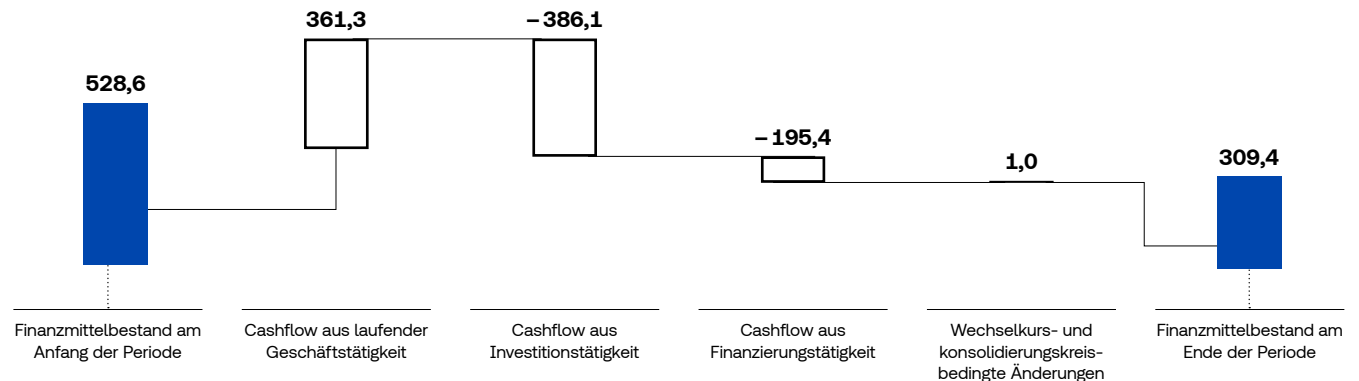 528,6
361,3
– 386,1
– 195,4
1,0
309,4
Finanzmittelbestand am
Anfang der Periode
Cashflow aus laufender
Geschäftstätigkeit
Cashflow aus
Investitionstätigkeit
Cashflow aus
Finanzierungstätigkeit
Wechselkurs- und
konsolidierungskreis-
bedingte Änderungen
Finanzmittelbestand am
Ende der Periode